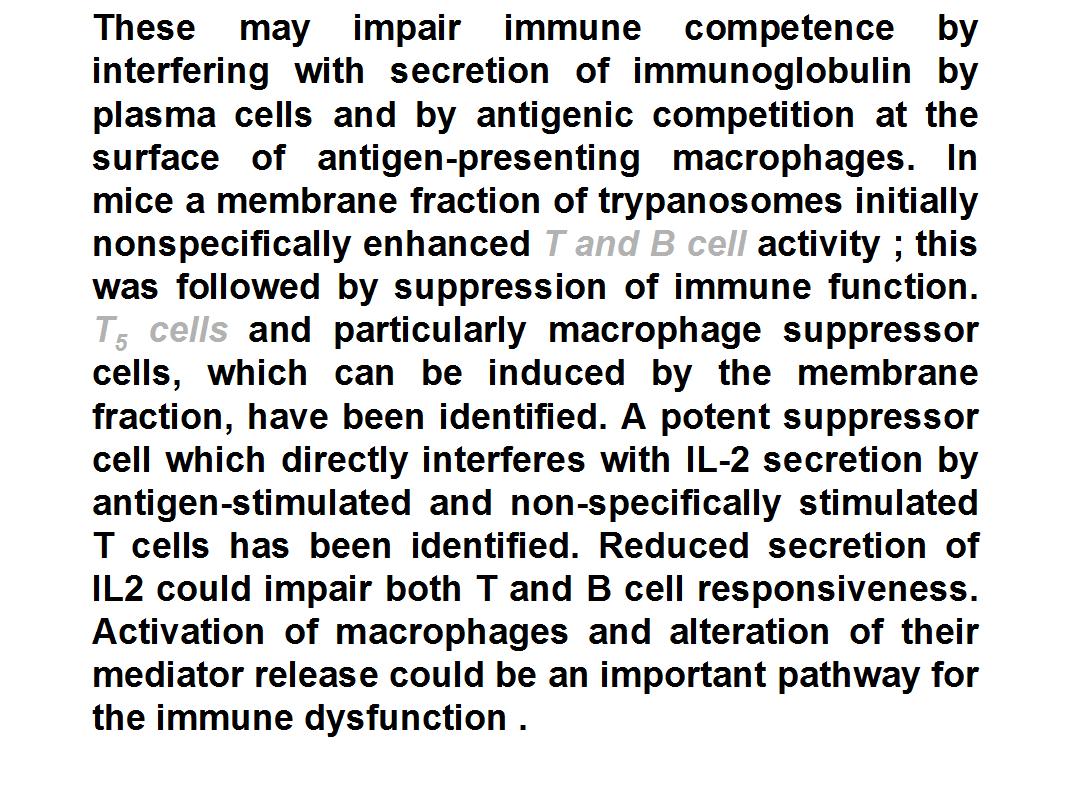 These may impair immune competence by
interfering with secretion of immunoglobulin by
plasma cells and by antigenic competition at the
surface of antigen-presenting macrophages. In
mice a membrane fraction of trypanosomes initially
nonspecifically enhanced T and B cell activity ; this
was followed by suppression of immune function.
T5 cells and particularly macrophage suppressor
cells, which can be induced by the membrane
fraction, have been identified. A potent suppressor
cell which directly interferes with IL-2 secretion by
antigen-stimulated and non-specifically stimulated
T cells has been identified. Reduced secretion of
IL2 could impair both T and B cell responsiveness.
Activation of macrophages and alteration of their
mediator release could be an important pathway for
the immune dysfunction .